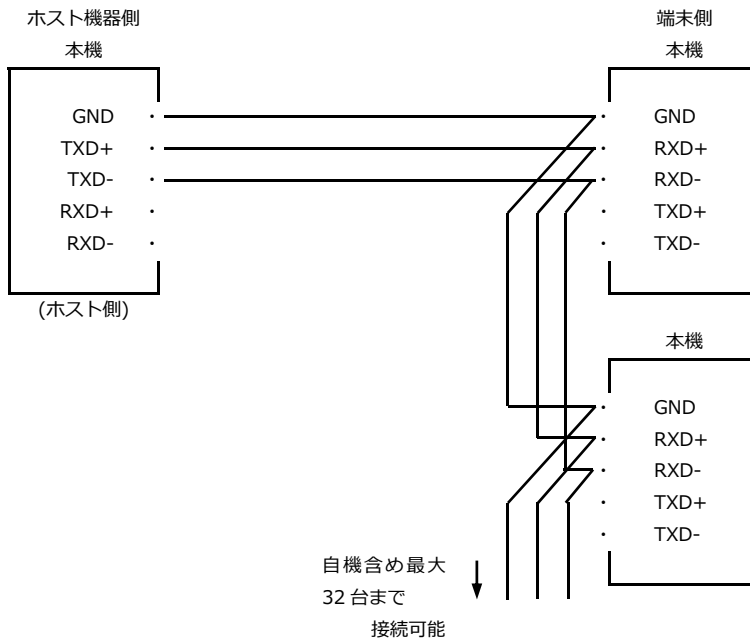 ホスト機器側
本機
GND
TXD+
TXD-
RXD+
RXD-
(ホスト側)
端末側
本機
GND
RXD+
RXD-
TXD+
TXD-
本機
GND
RXD+
RXD-
TXD+
TXD-
自機含め最大
32 台まで
接続可能